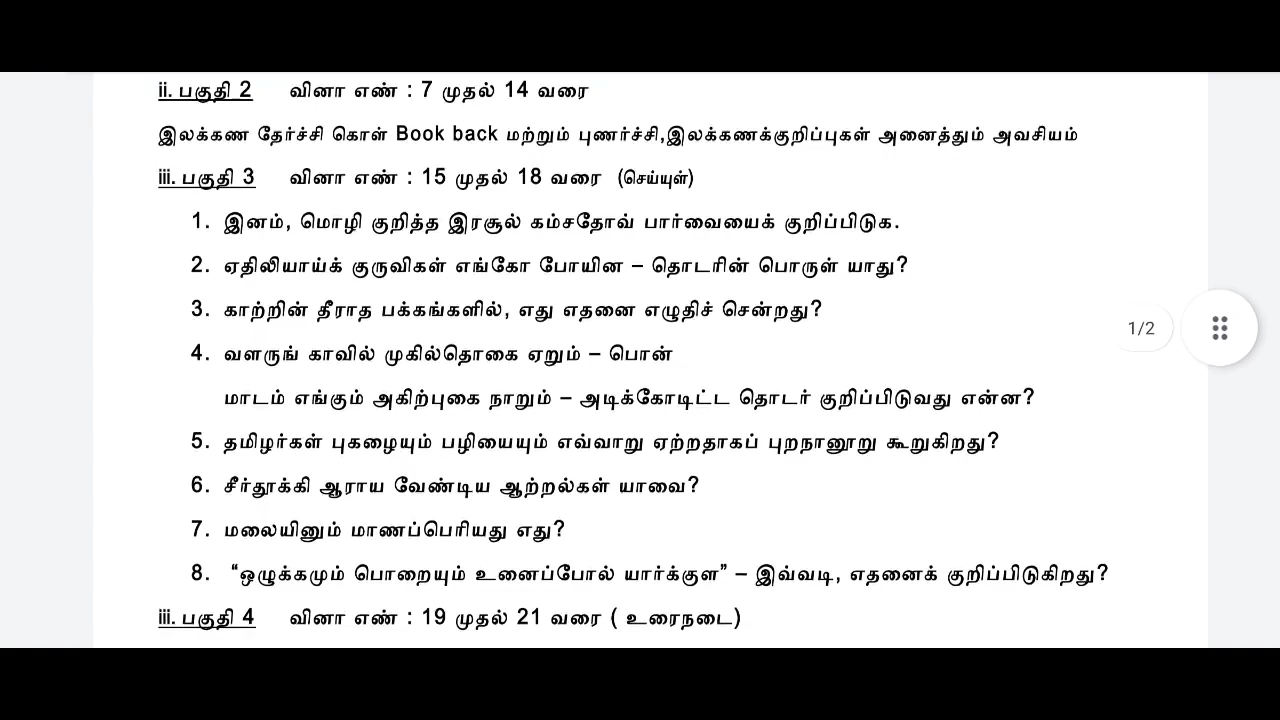 ii. பகுதி 2 வினா எண் : 7 முதல் 14 வரை
இலக்கண தேர்ச்சி கொள் Book back மற்றும் புணர்ச்சி,இலக்கணக்குறிப்புகள் அனைத்தும் அவசியம்
iii. பகுதி 3 வினா எண் : 15 முதல் 18 வரை (செய்யுள்)
1. இனம், மொழி குறித்த இரசூல் கம்சதோவ் பார்வையைக் குறிப்பிடுக.
2. ஏதிலியாய்க் குருவிகள் எங்கோ போயின – தொடரின் பொருள் யாது?
3. காற்றின் தீராத பக்கங்களில், எது எதனை எழுதிச் சென்றது?
1/2
4. வளருங் காவில் முகில்தொகை ஏறும் – பொன்
மாடம் எங்கும் அகிற்புகை நாறும் – அடிக்கோடிட்ட தொடர் குறிப்பிடுவது என்ன?
5. தமிழர்கள் புகழையும் பழியையும் எவ்வாறு ஏற்றதாகப் புறநானூறு கூறுகிறது?
6. சீர்தூக்கி ஆராய வேண்டிய ஆற்றல்கள் யாவை?
7. மலையினும் மாணப்பெரியது எது?
8. “ஒழுக்கமும் பொறையும் உனைப்போல் யார்க்குள” – இவ்வடி, எதனைக் குறிப்பிடுகிறது?
iii. பகுதி 4 வினா எண் : 19 முதல் 21 வரை ( உரைநடை)